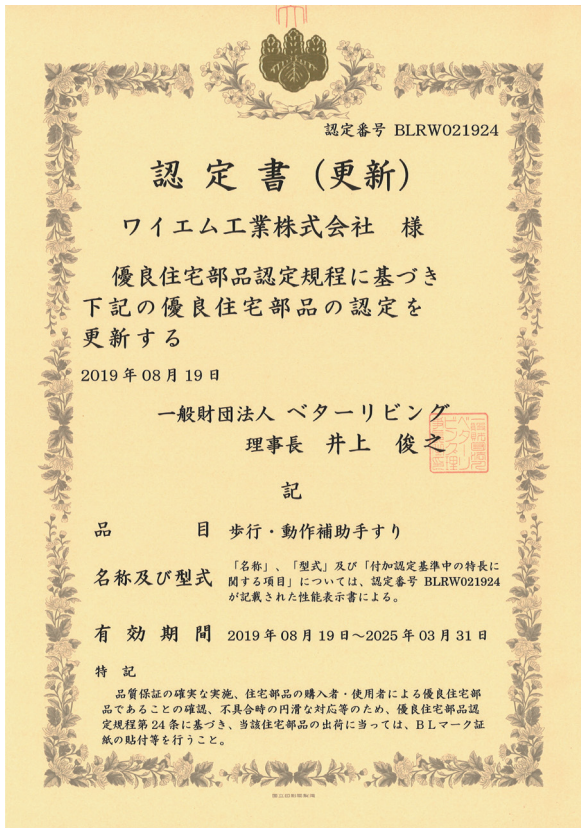 認定番号 BLRW021924
認定書（更新）
ワイエム工業株式会社　様
優良住宅部品認定規程に基づき
下記の優良住宅部品の認定を
更新する
2019年08月19日
一般財団法人 ベターリビング
理事長　井上　俊之
記
品　　　目　歩行・動作補助手すり
名称及び型式　「名称」、「型式」及び「付加認定基準中の特長に
関する項目」については、認定番号 BLRW021924
が記載された性能表示書による。
有効期間　2019年08月19日～2025年03月31日
特　記
品質保証の確実な実施、住宅部品の購入者・使用者による優良住宅部
品であることの確認、不具合時の円滑な対応等のため、優良住宅部品認
定規程第24条に基づき、当該住宅部品の出荷に当っては、ＢＬマーク証
紙の貼付等を行うこと。